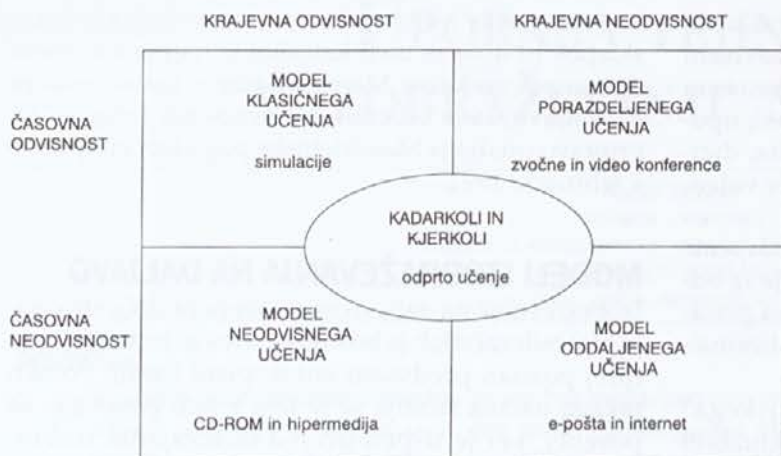 KRAJEVNA ODVISNOST
KRAJEVNA NEODVISNOST
ČASOVNA
ODVISNOST
MODEL
KLASIČNEGA
UČENJA
simulacije
MODEL
PORAZDELJENEGA
UČENJA
zvočne in video konference
KADARKOLI IN
KJERKOLI
odprto učenje
ČASOVNA
NEODVISNOST
MODEL
NEODVISNEGA
UČENJA
CD-ROM in hipermedija
MODEL
ODDALJENEGA
UČENJA
e-pošta in internet